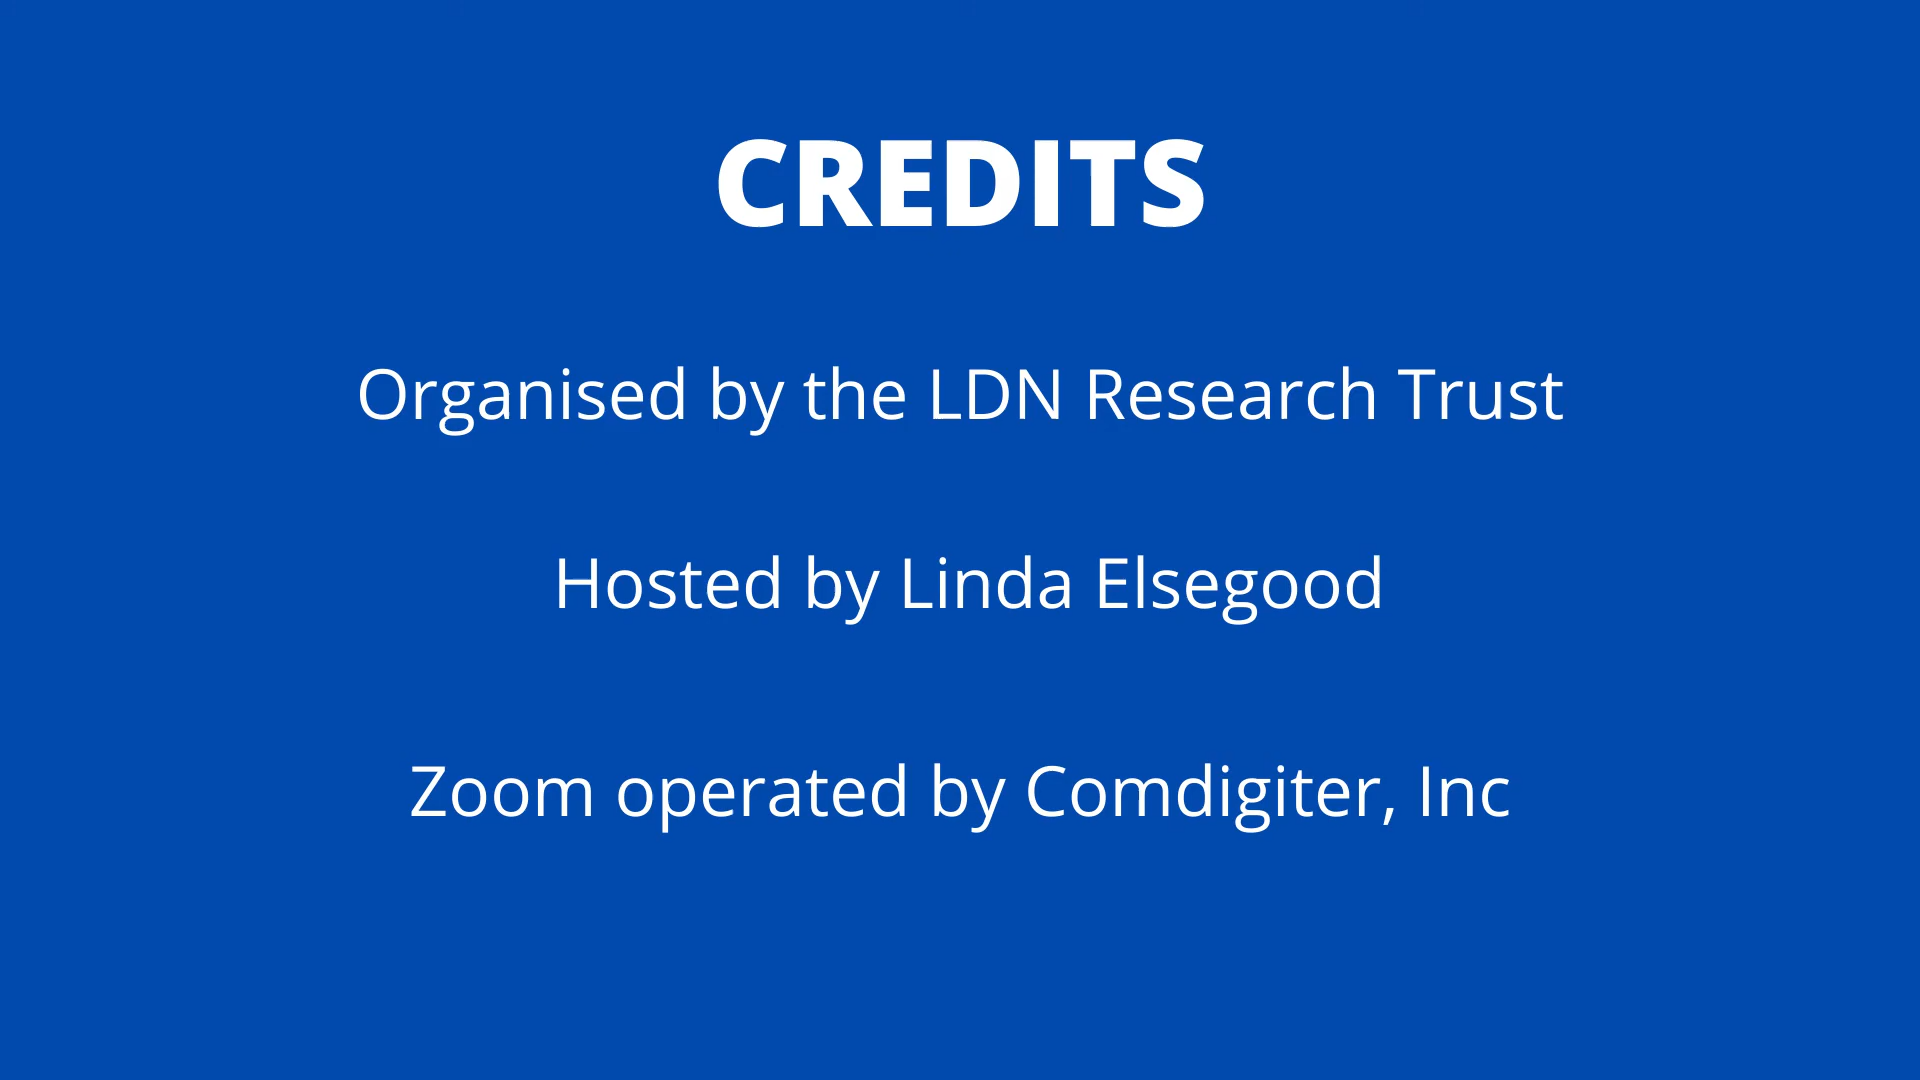 CREDITS
Organised by the LDN Research Trust
Hosted by Linda Elsegood
Zoom operated by Comdigiter, Inc